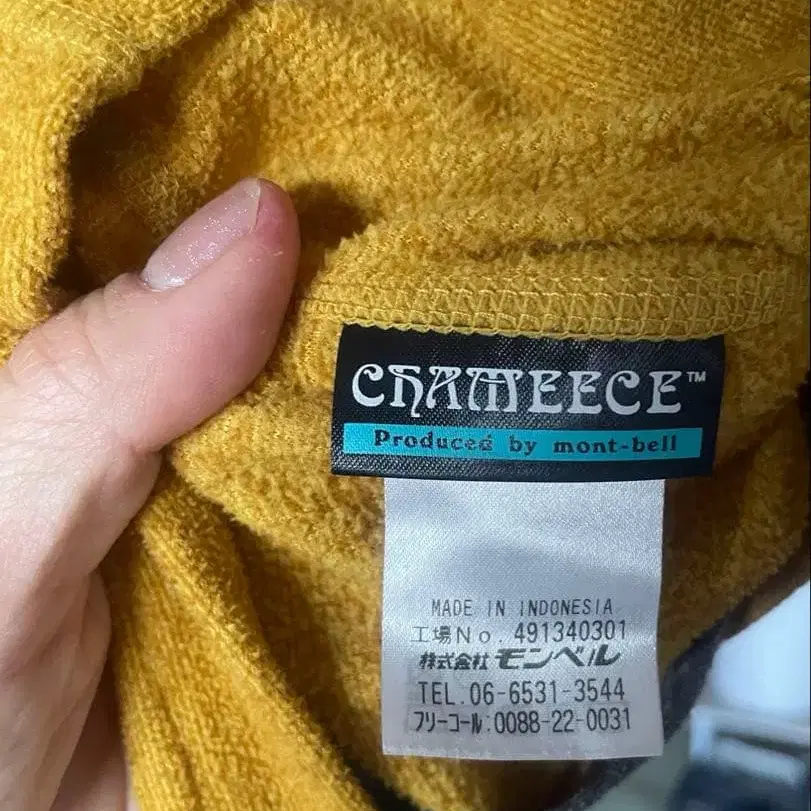 CHAMEECE™
Produced by mont-bell
MADE IN INDONESIA
工場No. 491340301
株式会社 モンベル
TEL.06-6531-3544
フリーコール:0088-22-0031